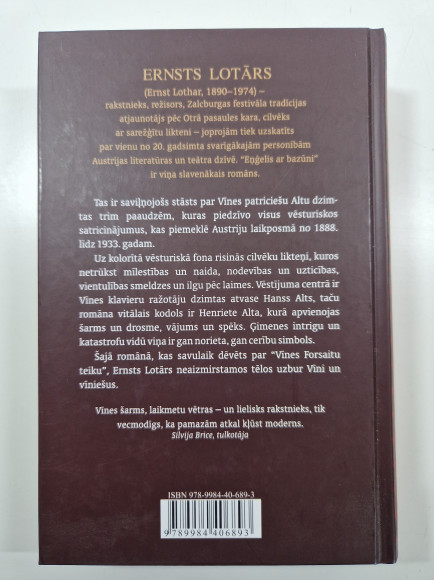 ERNSTS LOTĀRS
(Ernst Lothar, 1890–1974) –
rakstnieks, režisors, Zalcburgas festivāla tradīcijas
atjaunotājs pēc Otrā pasaules kara, cilvēks
ar sarežģītu likteni – joprojām tiek uzskatīts
par vienu no 20. gadsimta svarīgākajām personībām
Austrijas literatūras un teātra dzīvē. “Eņģelis ar bazūni”
ir viņa slavenākais romāns.
Tas ir saviļņojošs stāsts par Vīnes patriciešu Altu dzim-
tas trim paaudzēm, kuras piedzīvo visus vēsturiskos
satricinājumus, kas piemeklē Austriju laikposmā no 1888.
līdz 1933. gadam.
Uz kolorītā vēsturiskā fona risinās cilvēku likteņi, kuros
netrūkst mīlestības un naida, nodevības un uzticības,
vientulības smeldzes un ilgu pēc laimes. Vēstījuma centrā ir
Vīnes klavieru ražotāju dzimtas atvase Hanss Alts, taču
romāna vitālais kodols ir Henriete Alta, kurā apvienojas
šarms un drosme, vājums un spēks. Ģimenes intrigu un
katastrofu vidū viņa ir gan norieta, gan cerību simbols.
Šajā romānā, kas savulaik dēvēts par “Vīnes Forsaitu
teiku”, Ernsts Lotārs neaizmirstamos tēlos uzbur Vīni un
vīniešus.
Vīnes šarms, laikmetu vētras – un lielisks rakstnieks, tik
vecmodīgs, ka pamazām atkal kļūst moderns.
Silvija Brice, tulkotāja
ISBN 978-9984-40-689-3
9 789984 406893